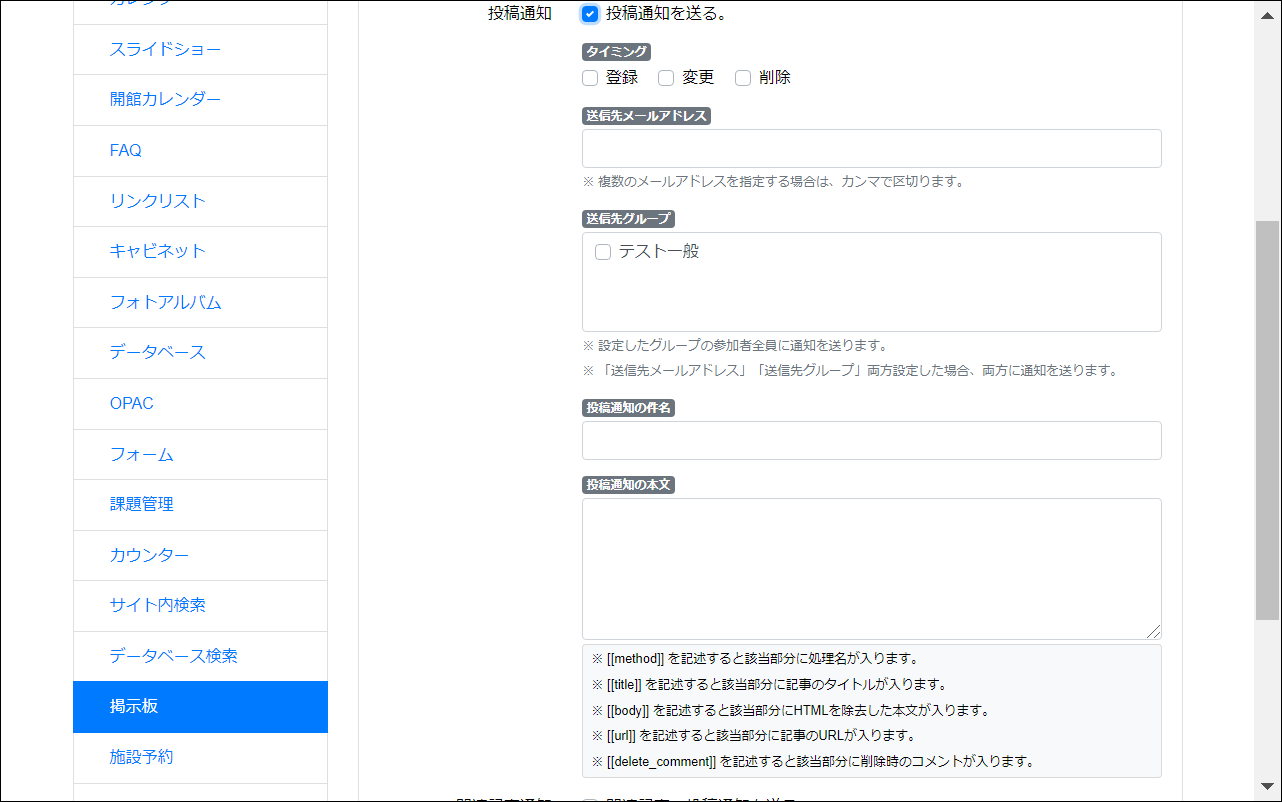 スライドショー
開館カレンダー
FAQ
リンクリスト
キャビネット
フォトアルバム
データベース
OPAC
フォーム
課題管理
カウンター
サイト内検索
データベース検索
掲示板
施設予約
投稿通知
投稿通知を送る。
タイミング
登録 変更 削除
送信先メールアドレス
※ 複数のメールアドレスを指定する場合は、カンマで区切ります。
送信先グループ
テスト一般
※ 設定したグループの参加者全員に通知を送ります。
※ 「送信先メールアドレス」「送信先グループ」両方設定した場合、両方に通知を送ります。
投稿通知の件名
投稿通知の本文
※ [[method]] を記述すると該当部分に処理名が入ります。
※ [[title]] を記述すると該当部分に記事のタイトルが入ります。
※ [[body]] を記述すると該当部分にHTMLを除去した本文が入ります。
※ [[url]] を記述すると該当部分に記事のURLが入ります。
※ [[delete_comment]] を記述すると該当部分に削除時のコメントが入ります。